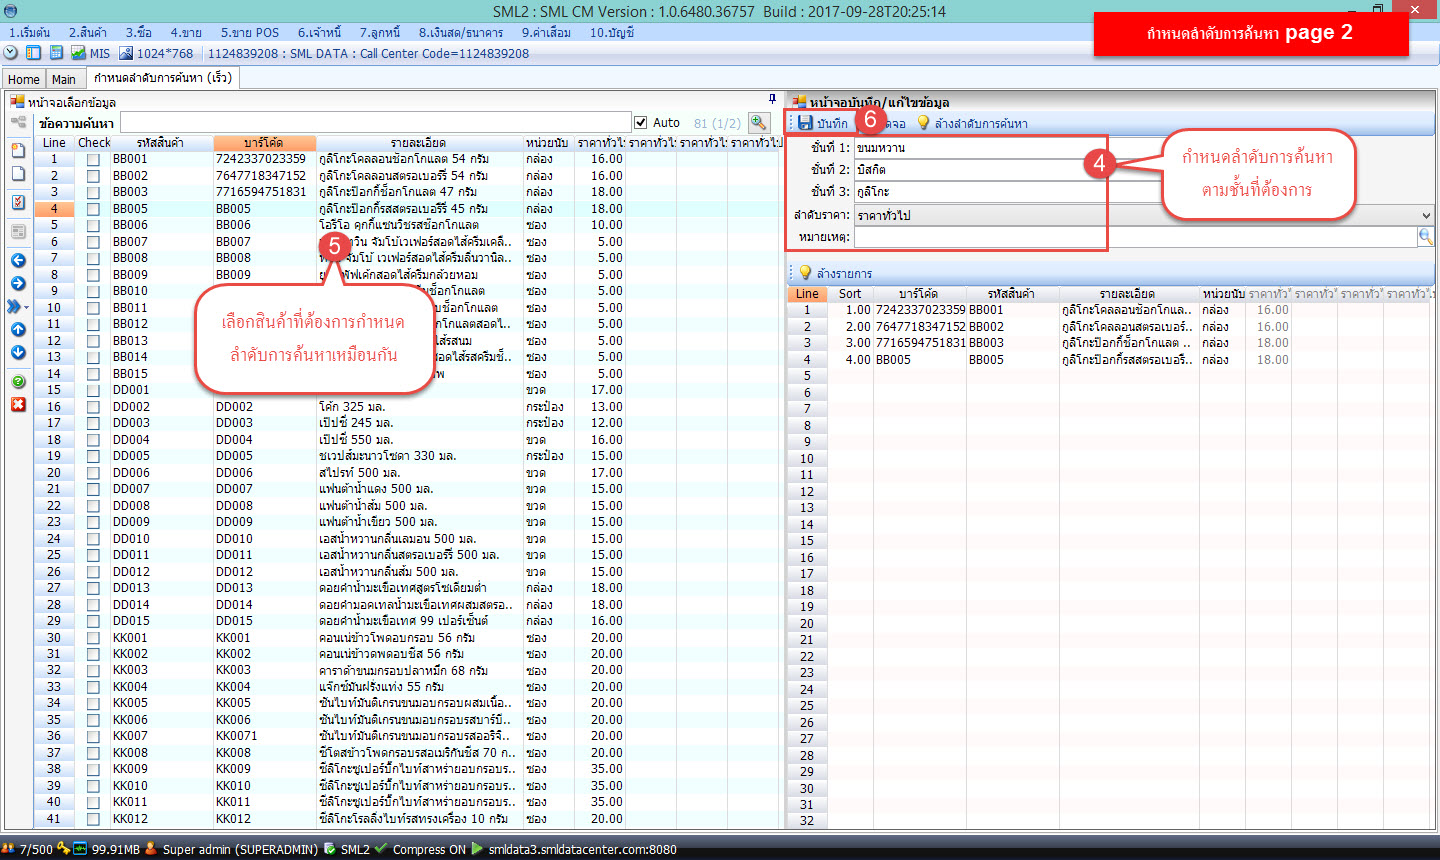 SML2 : SML CM Version : 1.0.6480.36757 Build : 2017-09-28T20:25:14
1.เริ่มต้น 2.สินค้า 3.ซื้อ 4.ขาย 5.ขาย POS 6.เจ้าหนี้ 7.ลูกหนี้ 8.เงินสด/ธนาคาร 9.ค่าเสื่อม 10.บัญชี
กำหนดลำดับการค้นหา page 2
MIS 1024*768 1124839208 : SML DATA : Call Center Code=1124839208
Home Main กำหนดลำดับการค้นหา (เร็ว)
หน้าจอเลือกข้อมูล
ข้อความค้นหา Auto 81 (1/2)
Line Check รหัสสินค้า บาร์โค้ด รายละเอียด หน่วยนับ ราคาทั่วไ: ราคาทั่วไ: ราคาทั่วไ: ราคาทั่วไ:
1 BB001 7242337023359 กูลิโกะโคลลอนช็อกโกแลต 54 กรัม กล่อง 16.00
2 BB002 7647718347152 กูลิโกะโคลลอนสตรอเบอร์รี่ 54 กรัม กล่อง 16.00
3 BB003 7716594751831 กูลิโกะป๊อกกี้ช็อกโกแลต 47 กรัม กล่อง 18.00
4 BB005 BB005 กูลิโกะป๊อกกี้รสสตรอเบอร์รี่ 45 กรัม กล่อง 18.00
5 BB006 BB006 โอรีโอ คุกกี้แซนวิชรสช็อกโกแลต ซอง 10.00
6 BB007 BB007 วิน จัมโบ้เวเฟอร์สอดไส้ครีมเคลื.. ซอง 5.00
7 BB008 BB008 จัมโบ้ เวเฟอร์สอดไส้ครีมลิ้นวานิล.. ซอง 5.00
8 BB009 BB009 ยู พัฟเค้กสอดไส้ครีมกล้วยหอม ซอง 5.00
9 BB010 ช็อกโกแลต ซอง 5.00
10 BB011 ช็อกโกแลต ซอง 5.00
11 BB012 โกแลตสอดไ.. ซอง 5.00
12 BB013 ไส้รสนม ซอง 5.00
13 BB014 สอดไส้รสครีมช็.. ซอง 5.00
14 BB015 ซอง 5.00
15 DD001 ขวด 17.00
16 DD002 DD002 โค้ก 325 มล. กระป๋อง 13.00
17 DD003 DD003 เป๊ปซี่ 245 มล. กระป๋อง 12.00
18 DD004 DD004 เป๊ปซี่ 550 มล. ขวด 16.00
19 DD005 DD005 ชเวปส์มะนาวโซดา 330 มล. กระป๋อง 15.00
20 DD006 DD006 สไปรท์ 500 มล. ขวด 17.00
21 DD007 DD007 แฟนต้าน้ำแดง 500 มล. ขวด 15.00
22 DD008 DD008 แฟนต้าน้ำส้ม 500 มล. ขวด 15.00
23 DD009 DD009 แฟนต้าน้ำเขียว 500 มล. ขวด 15.00
24 DD010 DD010 เอสน้ำหวานกลิ่นเลมอน 500 มล. ขวด 15.00
25 DD011 DD011 เอสน้ำหวานกลิ่นสตรอเบอร์รี่ 500 มล. ขวด 15.00
26 DD012 DD012 เอสน้ำหวานกลิ่นส้ม 500 มล. ขวด 15.00
27 DD013 DD013 ดอยคำน้ำมะเขือเทศสูตรโซเดียมต่ำ กล่อง 18.00
28 DD014 DD014 ดอยคำมอคเทลน้ำมะเขือเทศผสมสตรอ.. กล่อง 18.00
29 DD015 DD015 ดอยคำน้ำมะเขือเทศ 99 เปอร์เซ็นต์ กล่อง 16.00
30 KK001 KK001 คอนเน่ข้าวโพดอบกรอบ 56 กรัม ซอง 20.00
31 KK002 KK002 คอนเน่ข้าวดพดอบชีส 56 กรัม ซอง 20.00
32 KK003 KK003 คาราด้าขนมกรอบปลาหมึก 68 กรัม ซอง 20.00
33 KK004 KK004 แจ๊กซ์มันฝรั่งแท่ง 55 กรัม ซอง 20.00
34 KK005 KK005 ซันไบท์มันติเกรนขนมอบกรอบผสมเนื้อ.. ซอง 20.00
35 KK006 KK006 ซันไบท์มันติเกรนขนมอบกรอบรสบาร์บี.. ซอง 20.00
36 KK007 KK0071 ซันไบท์มันติเกรนขนมอบกรอบรสออริจิ.. ซอง 20.00
37 KK008 KK008 ชีโตสข้าวโพดกรอบรสอเมริกันชีส 70 ก.. ซอง 20.00
38 KK009 KK009 ซีลิโกะซูเปอร์บิ๊กไบท์สาหร่ายอบกรอบร.. ซอง 35.00
39 KK010 KK010 ซีลิโกะซูเปอร์บิ๊กไบท์สาหร่ายอบกรอบร.. ซอง 35.00
40 KK011 KK011 ซีลิโกะซูเปอร์บิ๊กไบท์สาหร่ายอบกรอบร.. ซอง 35.00
41 KK012 KK012 ซีลิโกะโรลลิ่งไบท์รสทรงเครื่อง 10 กรัม ซอง 20.00
5
เลือกสินค้าที่ต้องการกำหนด
ลำดับการค้นหาเหมือนกัน
หน้าจอบันทึก/แก้ไขข้อมูล
บันทึก 6 จอ ล้างลำดับการค้นหา
ชั้นที่ 1: ขนมหวาน
ชั้นที่ 2: บิสกิต
ชั้นที่ 3: กูลิโกะ
ลำดับราคา: ราคาทั่วไป
หมายเหตุ:
4
กำหนดลำดับการค้นหา
ตามชั้นที่ต้องการ
ล้างรายการ
Line Sort บาร์โค้ด รหัสสินค้า รายละเอียด หน่วยนับ ราคาทั่ว ราคาทั่ว ราคาทั่ว ราคาทั่ว
1 1.00 7242337023359 BB001 กูลิโกะโคลลอนช็อกโกแล.. กล่อง 16.00
2 2.00 7647718347152 BB002 กูลิโกะโคลลอนสตรอเบอร์.. กล่อง 16.00
3 3.00 7716594751831 BB003 กูลิโกะป๊อกกี้ช็อกโกแลต .. กล่อง 18.00
4 4.00 BB005 BB005 กูลิโกะป๊อกกี้รสสตรอเบอร์.. กล่อง 18.00
5
6
7
8
9
10
11
12
13
14
15
16
17
18
19
20
21
22
23
24
25
26
27
28
29
30
31
32
7/500 99.91MB Super admin (SUPERADMIN) SML2 Compress ON smldata3.smldatacenter.com:8080